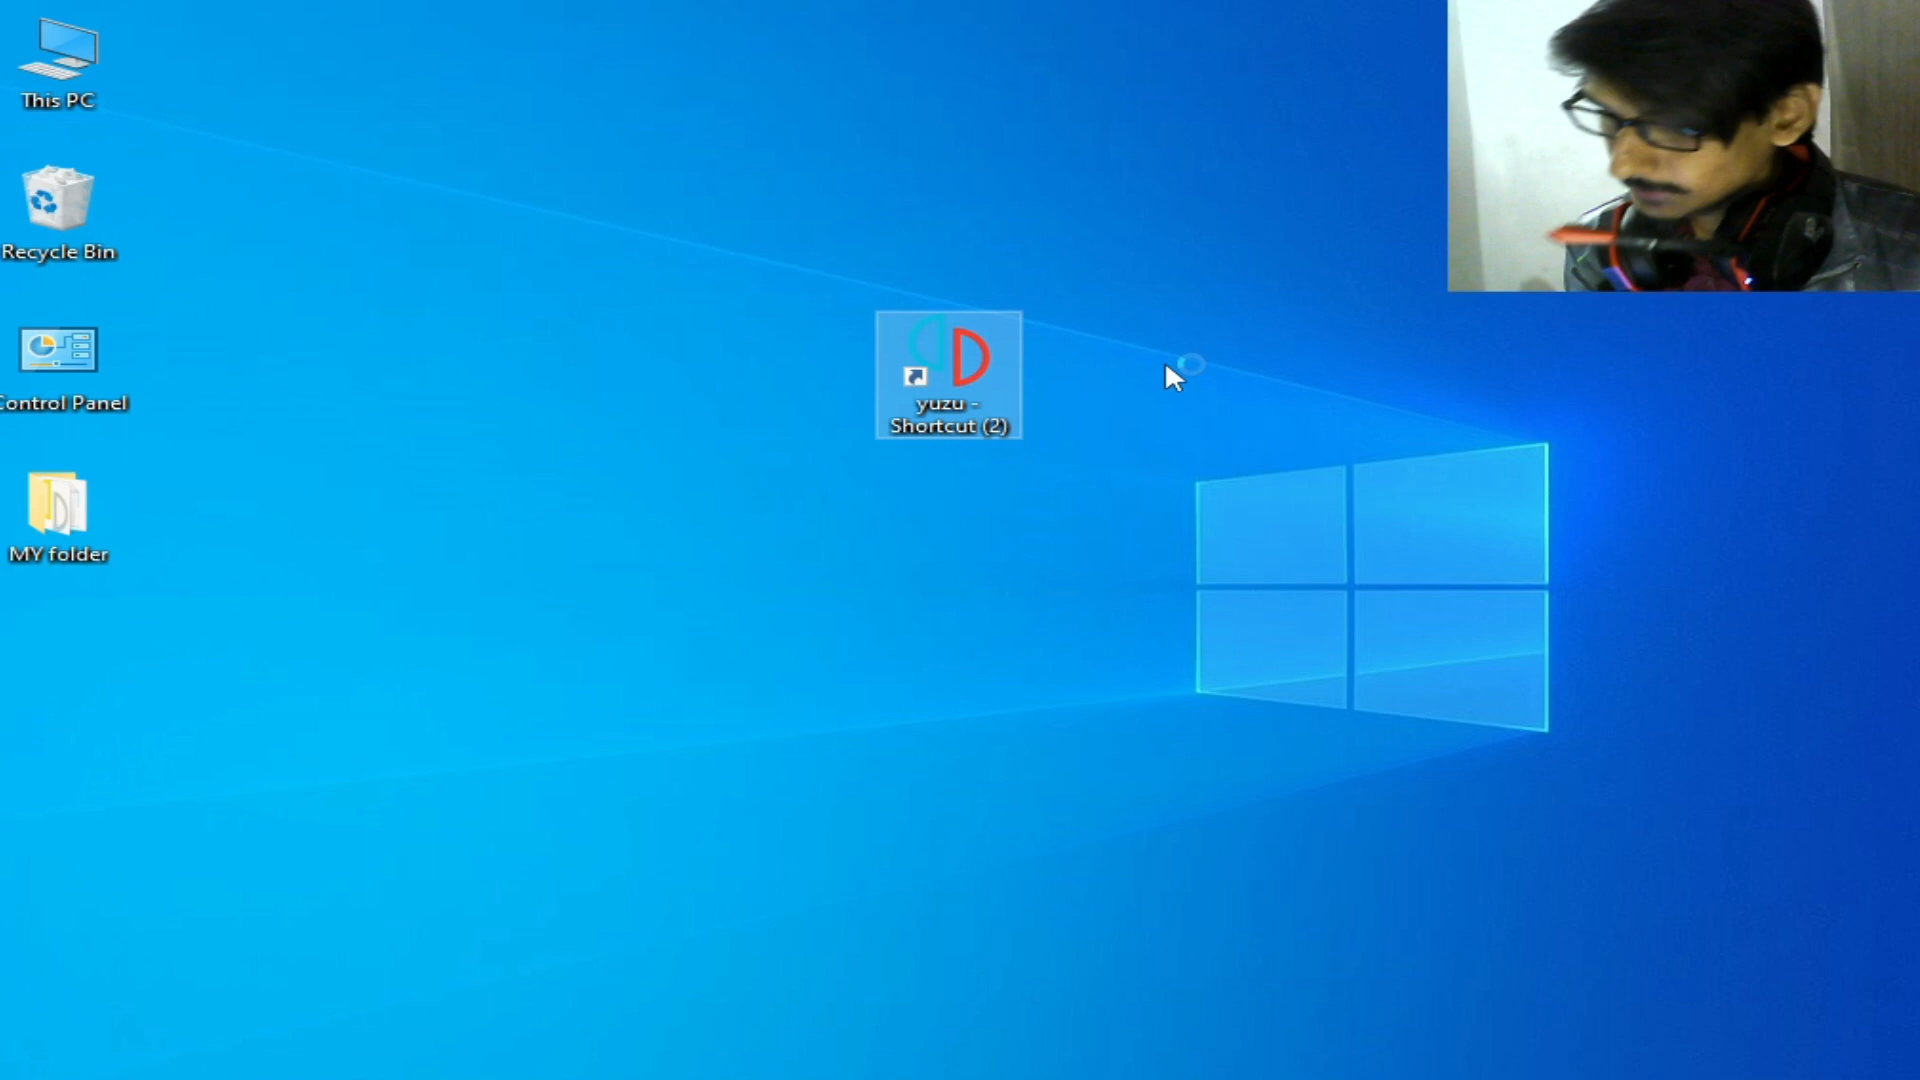 This PC
Recycle Bin
Control Panel
MY folder
yuzu -
Shortcut (2)